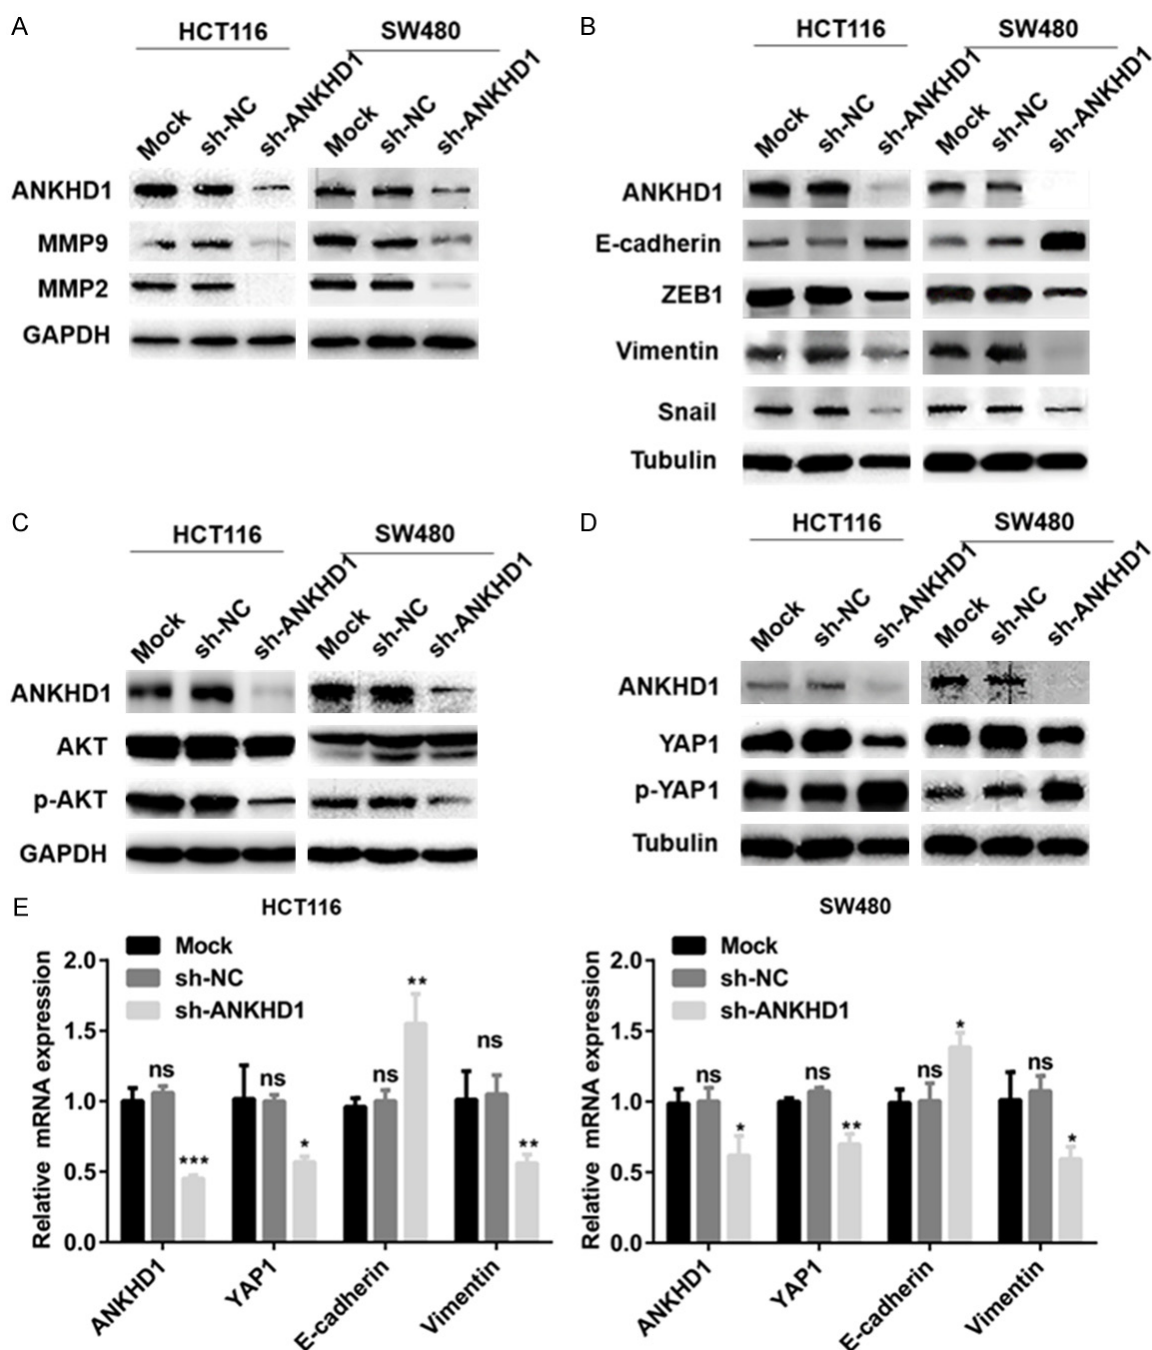 A
HCT116 SW480
Mock sh-NC sh-ANKHD1 Mock sh-NC sh-ANKHD1
ANKHD1
MMP9
MMP2
GAPDH
B
HCT116 SW480
Mock sh-NC sh-ANKHD1 Mock sh-NC sh-ANKHD1
ANKHD1
E-cadherin
ZEB1
Vimentin
Snail
Tubulin
C
HCT116 SW480
Mock sh-NC sh-ANKHD1 Mock sh-NC sh-ANKHD1
ANKHD1
AKT
p-AKT
GAPDH
D
HCT116 SW480
Mock sh-NC sh-ANKHD1 Mock sh-NC sh-ANKHD1
ANKHD1
YAP1
p-YAP1
Tubulin
E
HCT116
Mock
sh-NC
sh-ANKHD1
Relative mRNA expression
2.0
1.5
1.0
0.5
0.0
ns *** ns * ns ** ns **
ANKHD1 YAP1 E-cadherin Vimentin
SW480
Mock
sh-NC
sh-ANKHD1
Relative mRNA expression
2.0
1.5
1.0
0.5
0.0
ns * ns ** ns * ns *
ANKHD1 YAP1 E-cadherin Vimentin